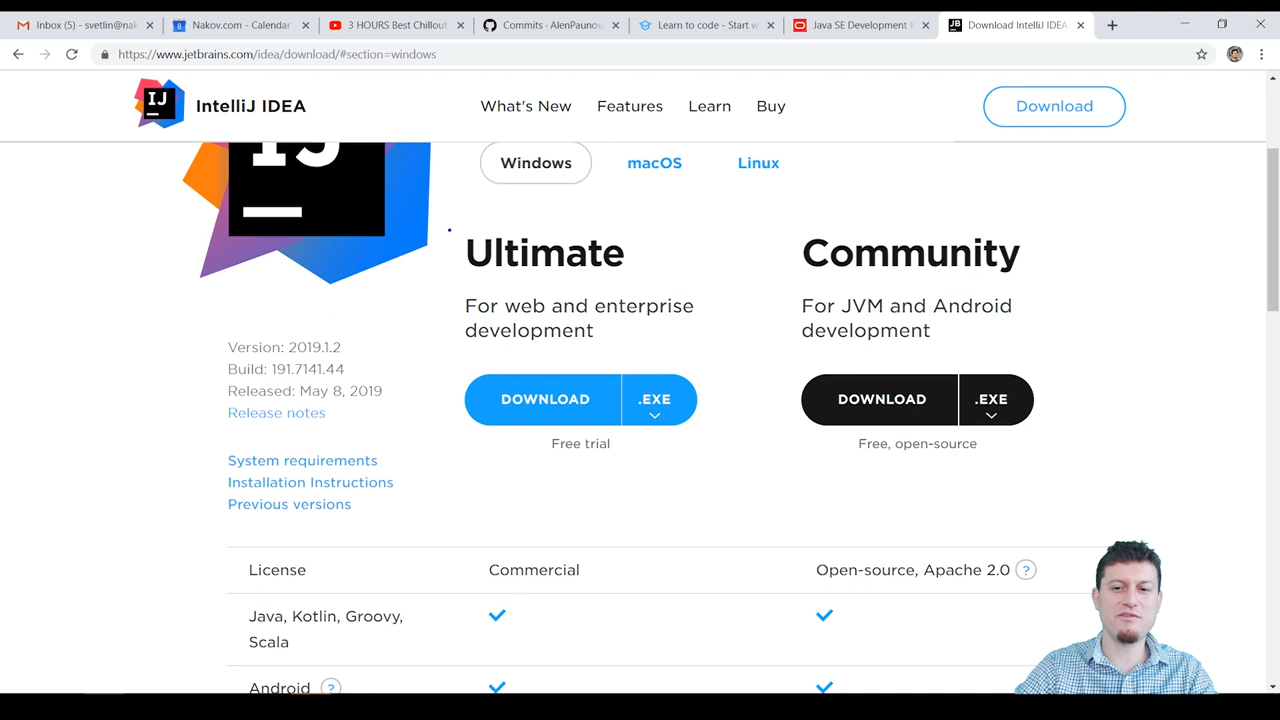 Inbox (5) - svetlin@nak
Nakov.com - Calendar
3 HOURS Best Chillout
Commits · AlenPaunov
Learn to code - Start w
Java SE Development K
Download IntelliJ IDEA
https://www.jetbrains.com/idea/download/#section=windows
IJ
IntelliJ IDEA
What's New
Features
Learn
Buy
Download
IJ
Windows
macOS
Linux
Ultimate
For web and enterprise
development
DOWNLOAD
.EXE
Free trial
Community
For JVM and Android
development
DOWNLOAD
.EXE
Free, open-source
Version: 2019.1.2
Build: 191.7141.44
Released: May 8, 2019
Release notes
System requirements
Installation Instructions
Previous versions
License
Commercial
Open-source, Apache 2.0 ?
Java, Kotlin, Groovy,
Scala
Android ?